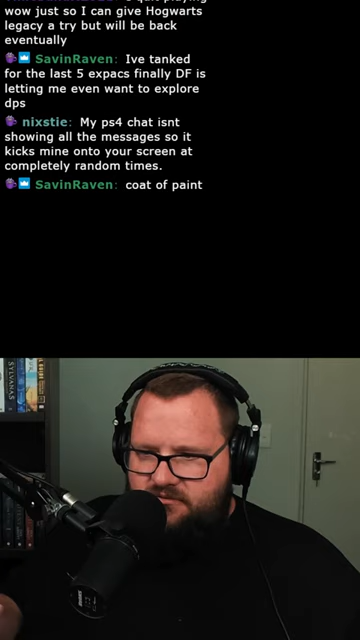 wow just so I can give Hogwarts
legacy a try but will be back
eventually
SavinRaven: Ive tanked
for the last 5 expacs finally DF is
letting me even want to explore
dps
nixstie: My ps4 chat isnt
showing all the messages so it
kicks mine onto your screen at
completely random times.
SavinRaven: coat of paint
SYLVANAS